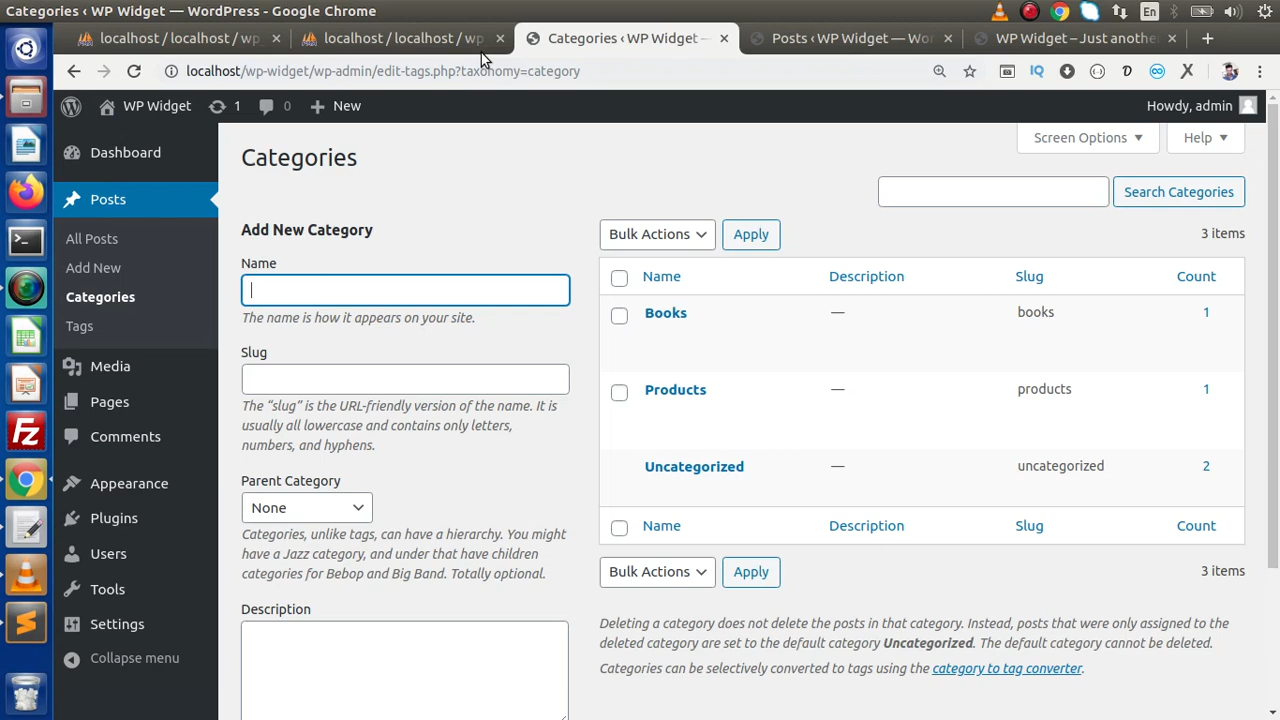 Categories ‹ WP Widget — WordPress - Google Chrome
En
localhost / localhost / wp_
localhost / localhost / wp
Categories ‹ WP Widget —
Posts ‹ WP Widget — Wo
WP Widget – Just anothe
localhost/wp-widget/wp-admin/edit-tags.php?taxonomy=category
IQ
WP Widget
1
0
New
Howdy, admin
Dashboard
Posts
All Posts
Add New
Categories
Tags
Media
Pages
Comments
Appearance
Plugins
Users
Tools
Settings
Collapse menu
Categories
Screen Options
Help
Search Categories
Add New Category
Name
The name is how it appears on your site.
Slug
The “slug” is the URL-friendly version of the name. It is
usually all lowercase and contains only letters,
numbers, and hyphens.
Parent Category
None
Categories, unlike tags, can have a hierarchy. You might
have a Jazz category, and under that have children
categories for Bebop and Big Band. Totally optional.
Description
Bulk Actions
Apply
3 items
Name Description Slug Count
Books — books 1
Products — products 1
Uncategorized — uncategorized 2
Name Description Slug Count
Bulk Actions
Apply
3 items
Deleting a category does not delete the posts in that category. Instead, posts that were only assigned to the
deleted category are set to the default category Uncategorized. The default category cannot be deleted.
Categories can be selectively converted to tags using the category to tag converter.